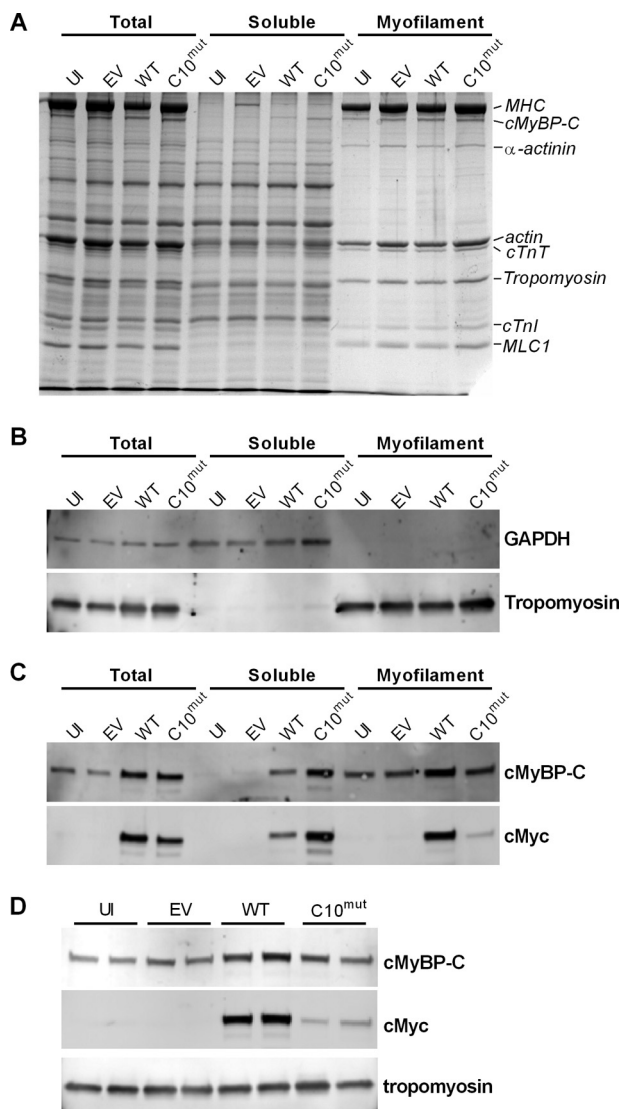 A
Total Soluble Myofilament
UI EV WT C10mut UI EV WT C10mut UI EV WT C10mut
MHC
cMyBP-C
α-actinin
actin
cTnT
Tropomyosin
cTnI
MLC1
B
Total Soluble Myofilament
UI EV WT C10mut UI EV WT C10mut UI EV WT C10mut
GAPDH
Tropomyosin
C
Total Soluble Myofilament
UI EV WT C10mut UI EV WT C10mut UI EV WT C10mut
cMyBP-C
cMyc
D
UI EV WT C10mut
cMyBP-C
cMyc
tropomyosin